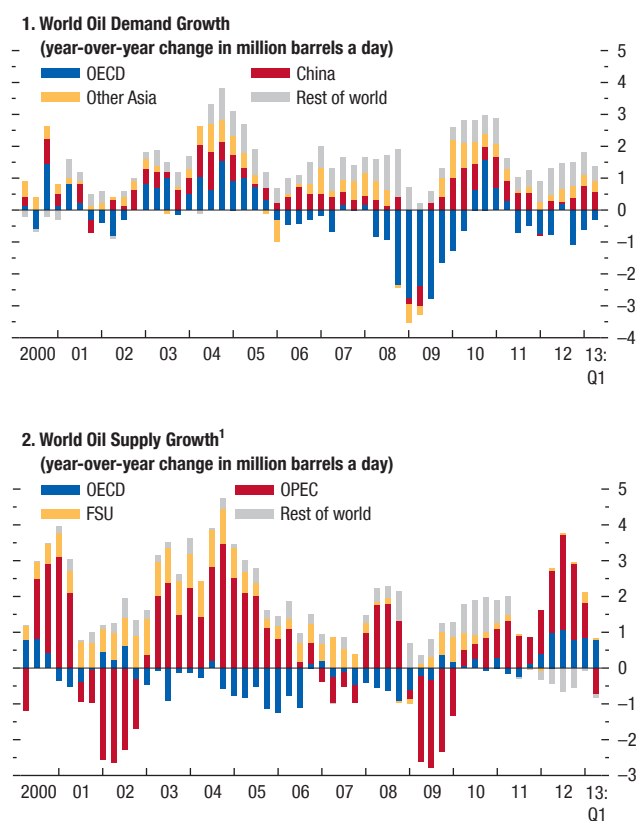 1. World Oil Demand Growth
(year-over-year change in million barrels a day)
OECD China
Other Asia Rest of world
5
4
3
2
1
0
–1
–2
–3
–4
2000 01 02 03 04 05 06 07 08 09 10 11 12 13:
Q1
2. World Oil Supply Growth¹
(year-over-year change in million barrels a day)
OECD OPEC
FSU Rest of world
5
4
3
2
1
0
–1
–2
–3
2000 01 02 03 04 05 06 07 08 09 10 11 12 13:
Q1